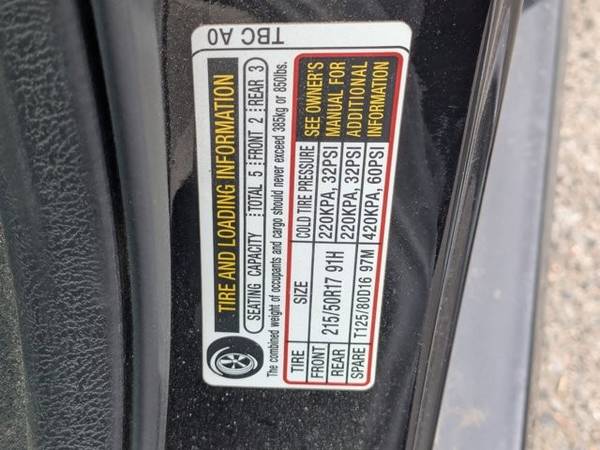 TBC A0
TIRE AND LOADING INFORMATION
SEATING CAPACITY TOTAL 5 FRONT 2 REAR 3
The combined weight of occupants and cargo should never exceed 385kg or 850lbs.
TIRE SIZE COLD TIRE PRESSURE SEE OWNER'S
FRONT 215/50R17 91H 220KPA, 32PSI MANUAL FOR
REAR 220KPA, 32PSI ADDITIONAL
SPARE T125/80D16 97M 420KPA, 60PSI INFORMATION